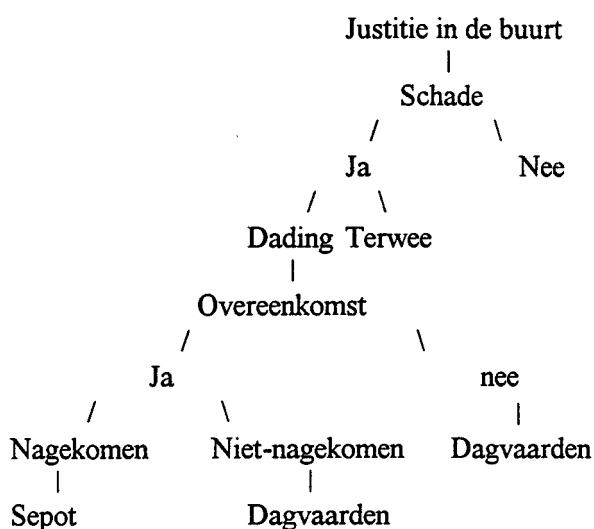 Justitie in de buurt
|
Schade
/ \
Ja Nee
/ \
Dading Terwee
|
Overeenkomst
/ \
Ja nee
/ \ |
Nagekomen Niet-nagekomen Dagvaarden
| |
Sepot Dagvaarden